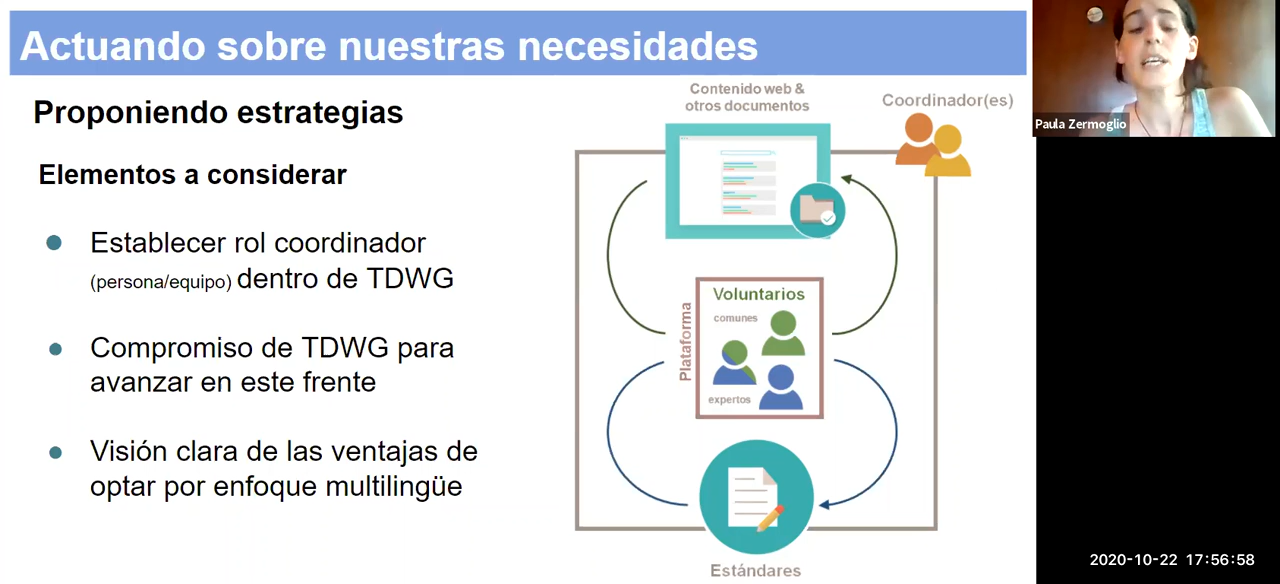 Actuando sobre nuestras necesidades
Proponiendo estrategias
Elementos a considerar
Establecer rol coordinador
(persona/equipo) dentro de TDWG
Compromiso de TDWG para
avanzar en este frente
Visión clara de las ventajas de
optar por enfoque multilingüe
Contenido web &
otros documentos
Coordinador(es)
Plataforma
Voluntarios
comunes
expertos
Estándares
Paula Zermoglio
2020-10-22 17:56:58